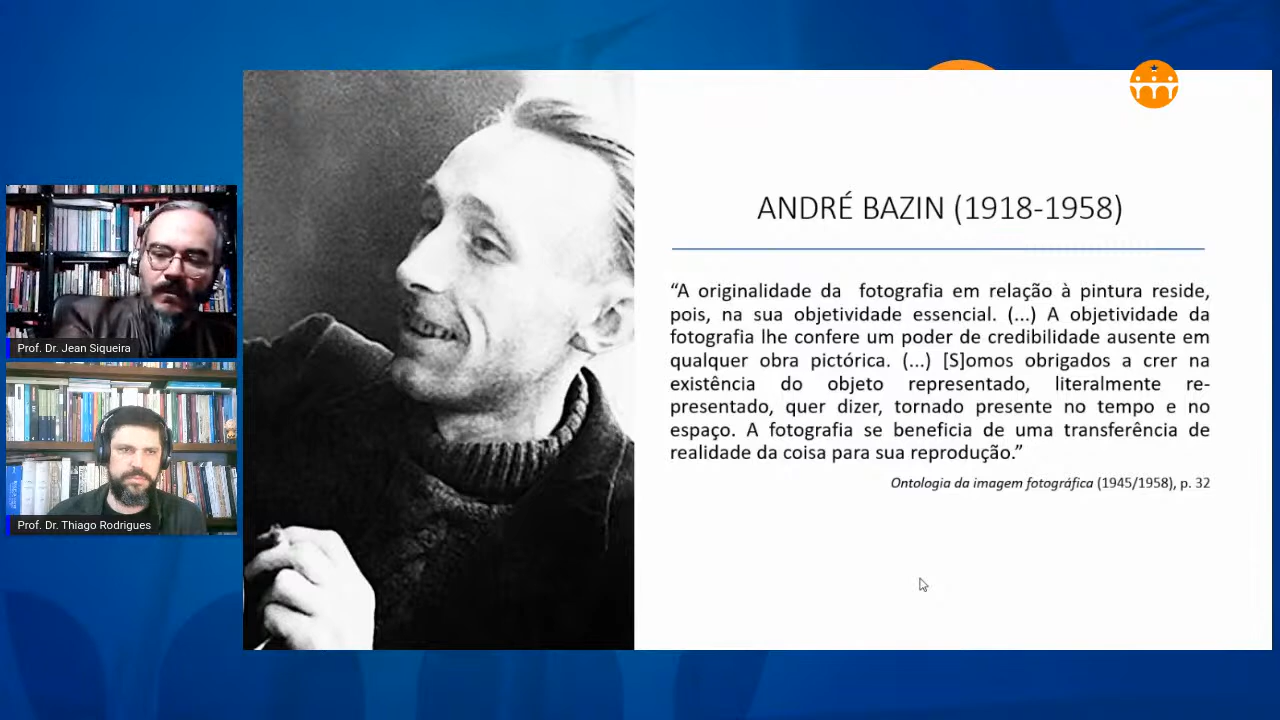 ANDRÉ BAZIN (1918-1958)
“A originalidade da fotografia em relação à pintura reside,
pois, na sua objetividade essencial. (...) A objetividade da
fotografia lhe confere um poder de credibilidade ausente em
qualquer obra pictórica. (...) [S]omos obrigados a crer na
existência do objeto representado, literalmente re-
presentado, quer dizer, tornado presente no tempo e no
espaço. A fotografia se beneficia de uma transferência de
realidade da coisa para sua reprodução.”
Ontologia da imagem fotográfica (1945/1958), p. 32
Prof. Dr. Jean Siqueira
Prof. Dr. Thiago Rodrigues